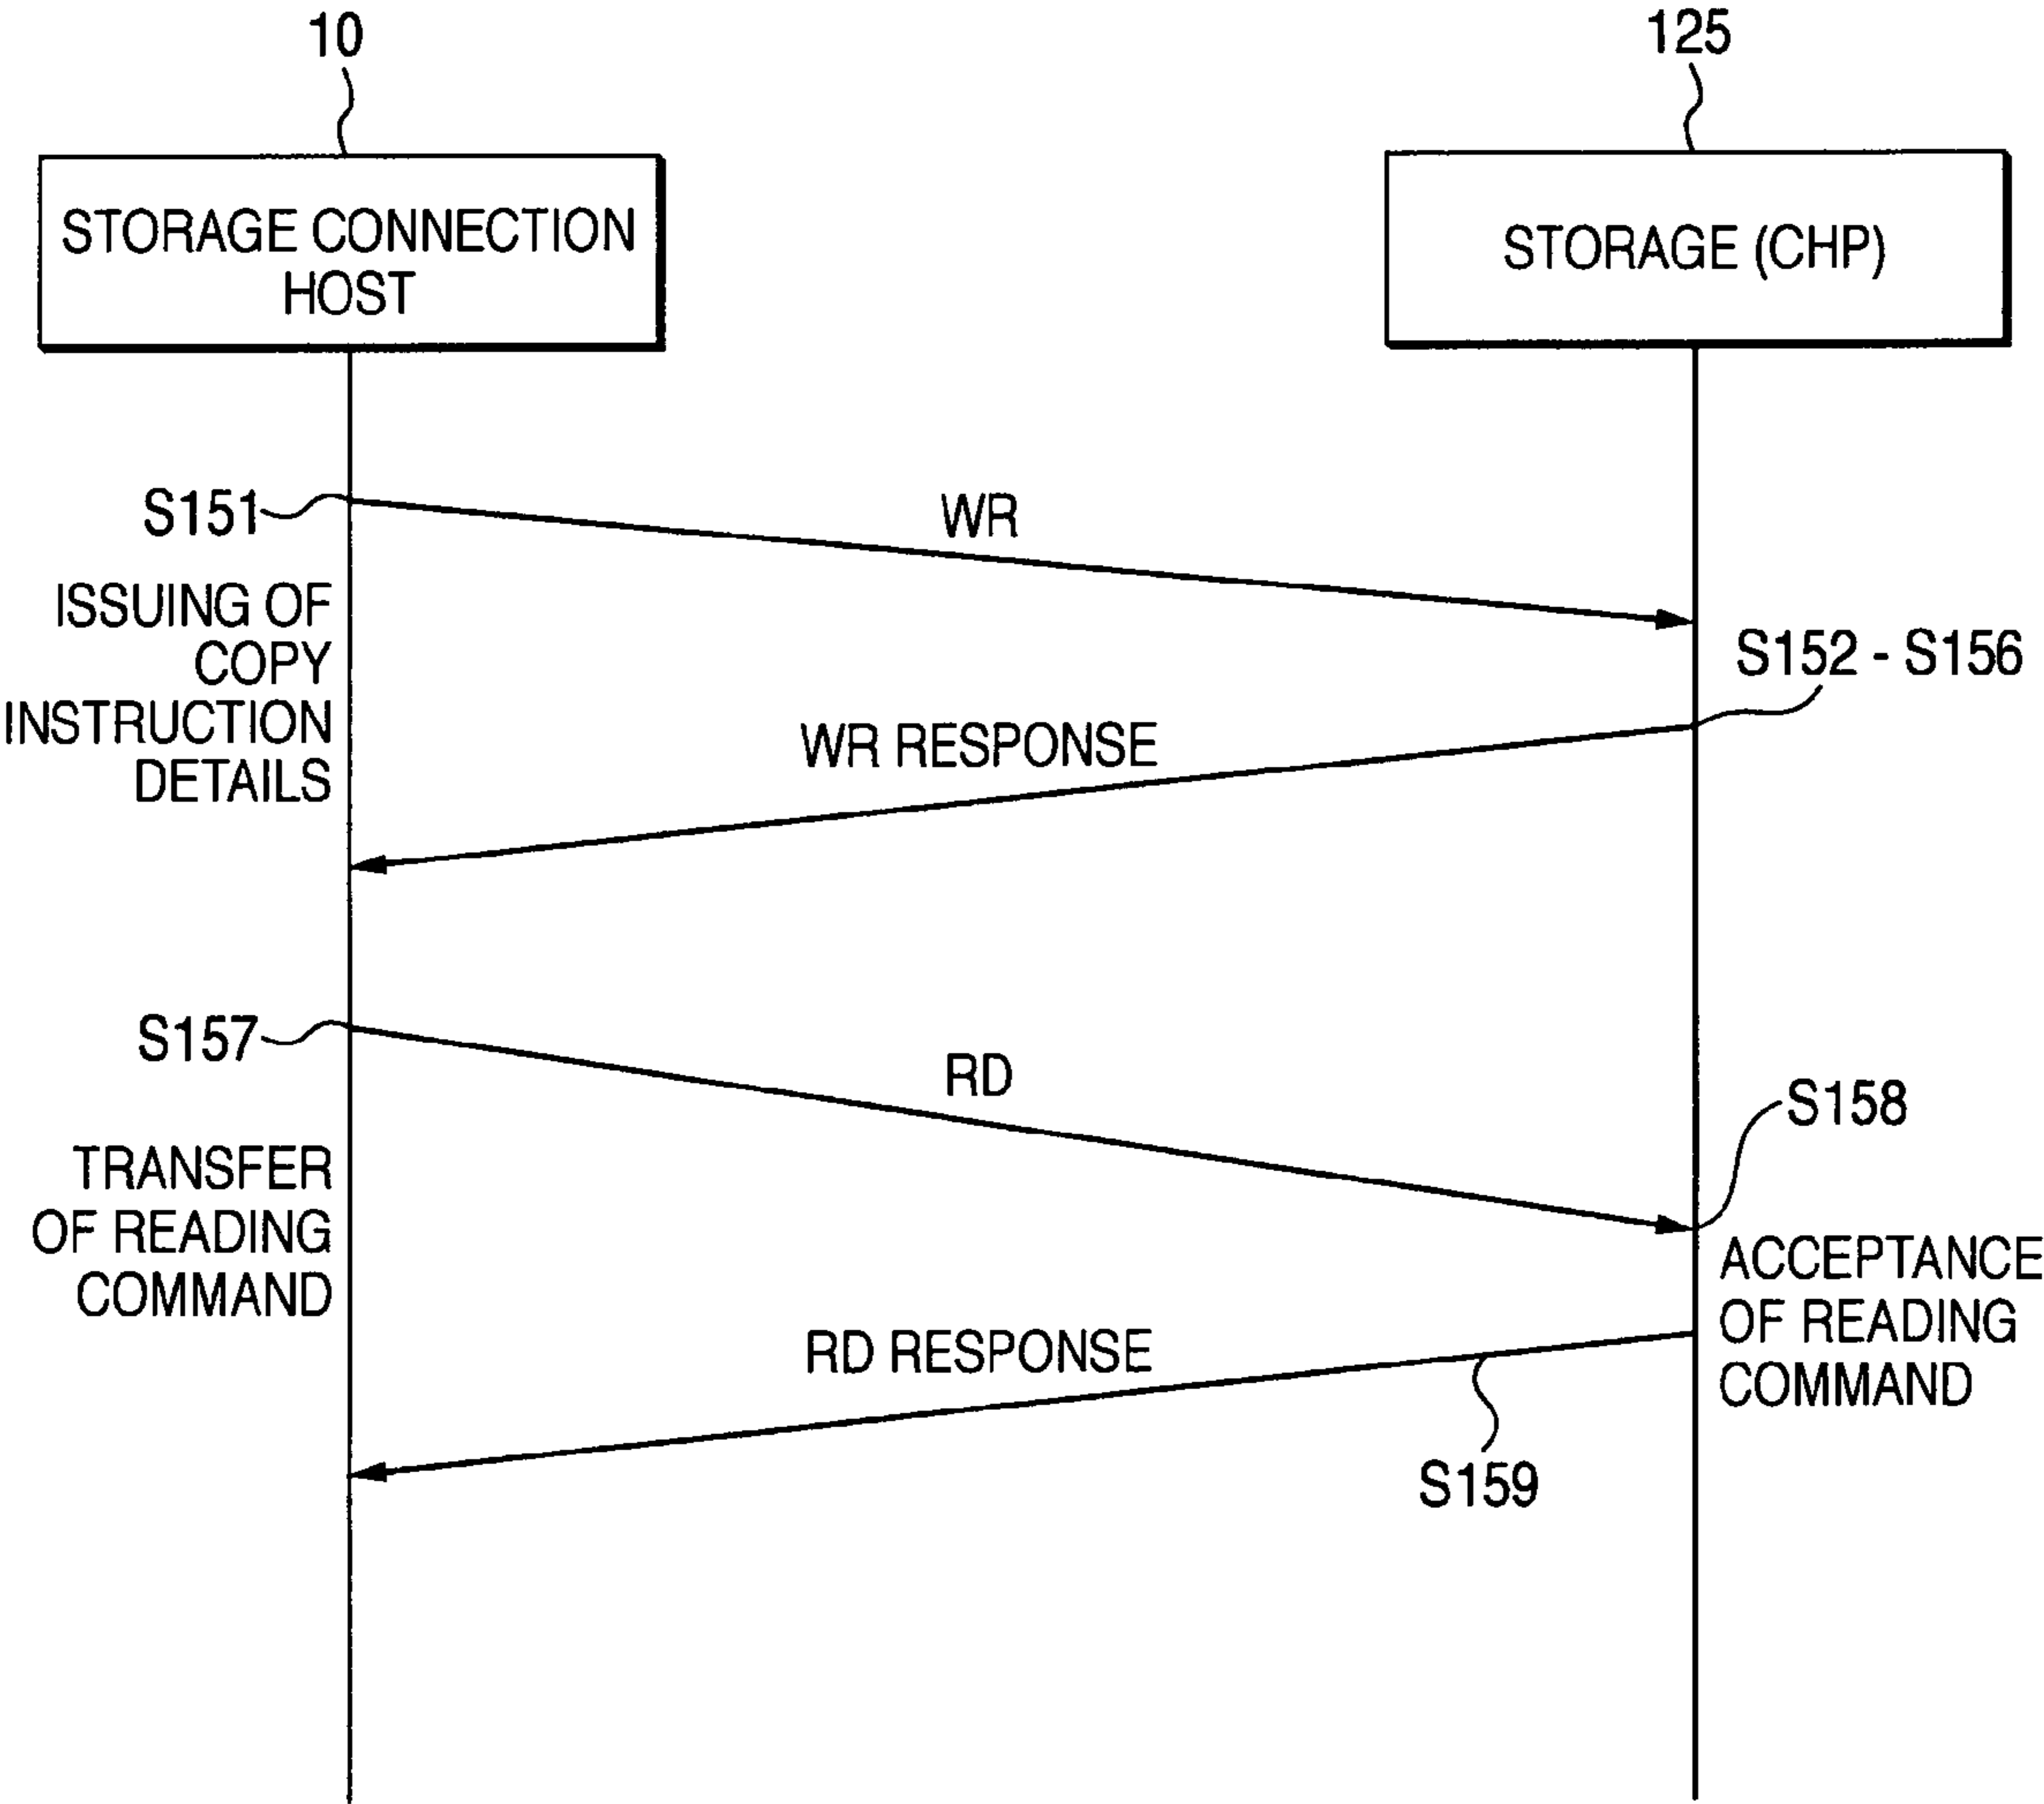 10
125
STORAGE CONNECTION
HOST
STORAGE (CHP)
S151
WR
ISSUING OF
COPY
INSTRUCTION
DETAILS
S152 - S156
WR RESPONSE
S157
RD
S158
TRANSFER
OF READING
COMMAND
ACCEPTANCE
OF READING
COMMAND
RD RESPONSE
S159